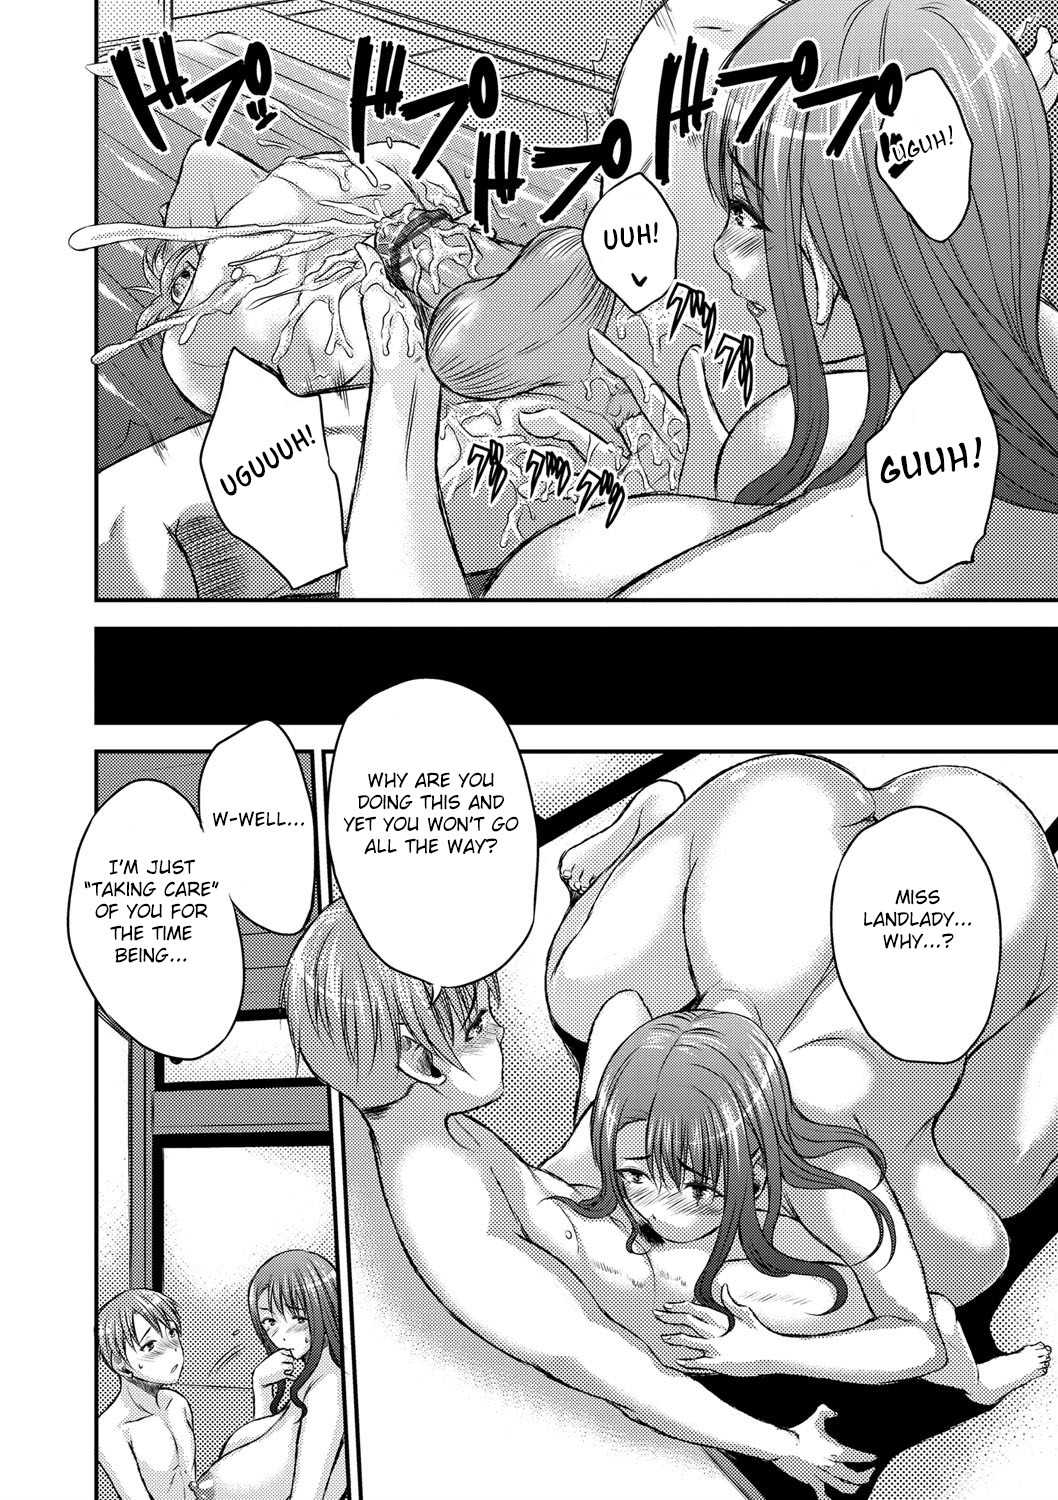 UGUH!
UUH!
GUUH!
UGUUUH!
ドプ
ドプ
ドプ
ドプッ
MISS
LANDLADY...
WHY...?
WHY ARE YOU
DOING THIS AND
YET YOU WON'T GO
ALL THE WAY?
W-WELL...
I'M JUST
"TAKING CARE"
OF YOU FOR
THE TIME
BEING...